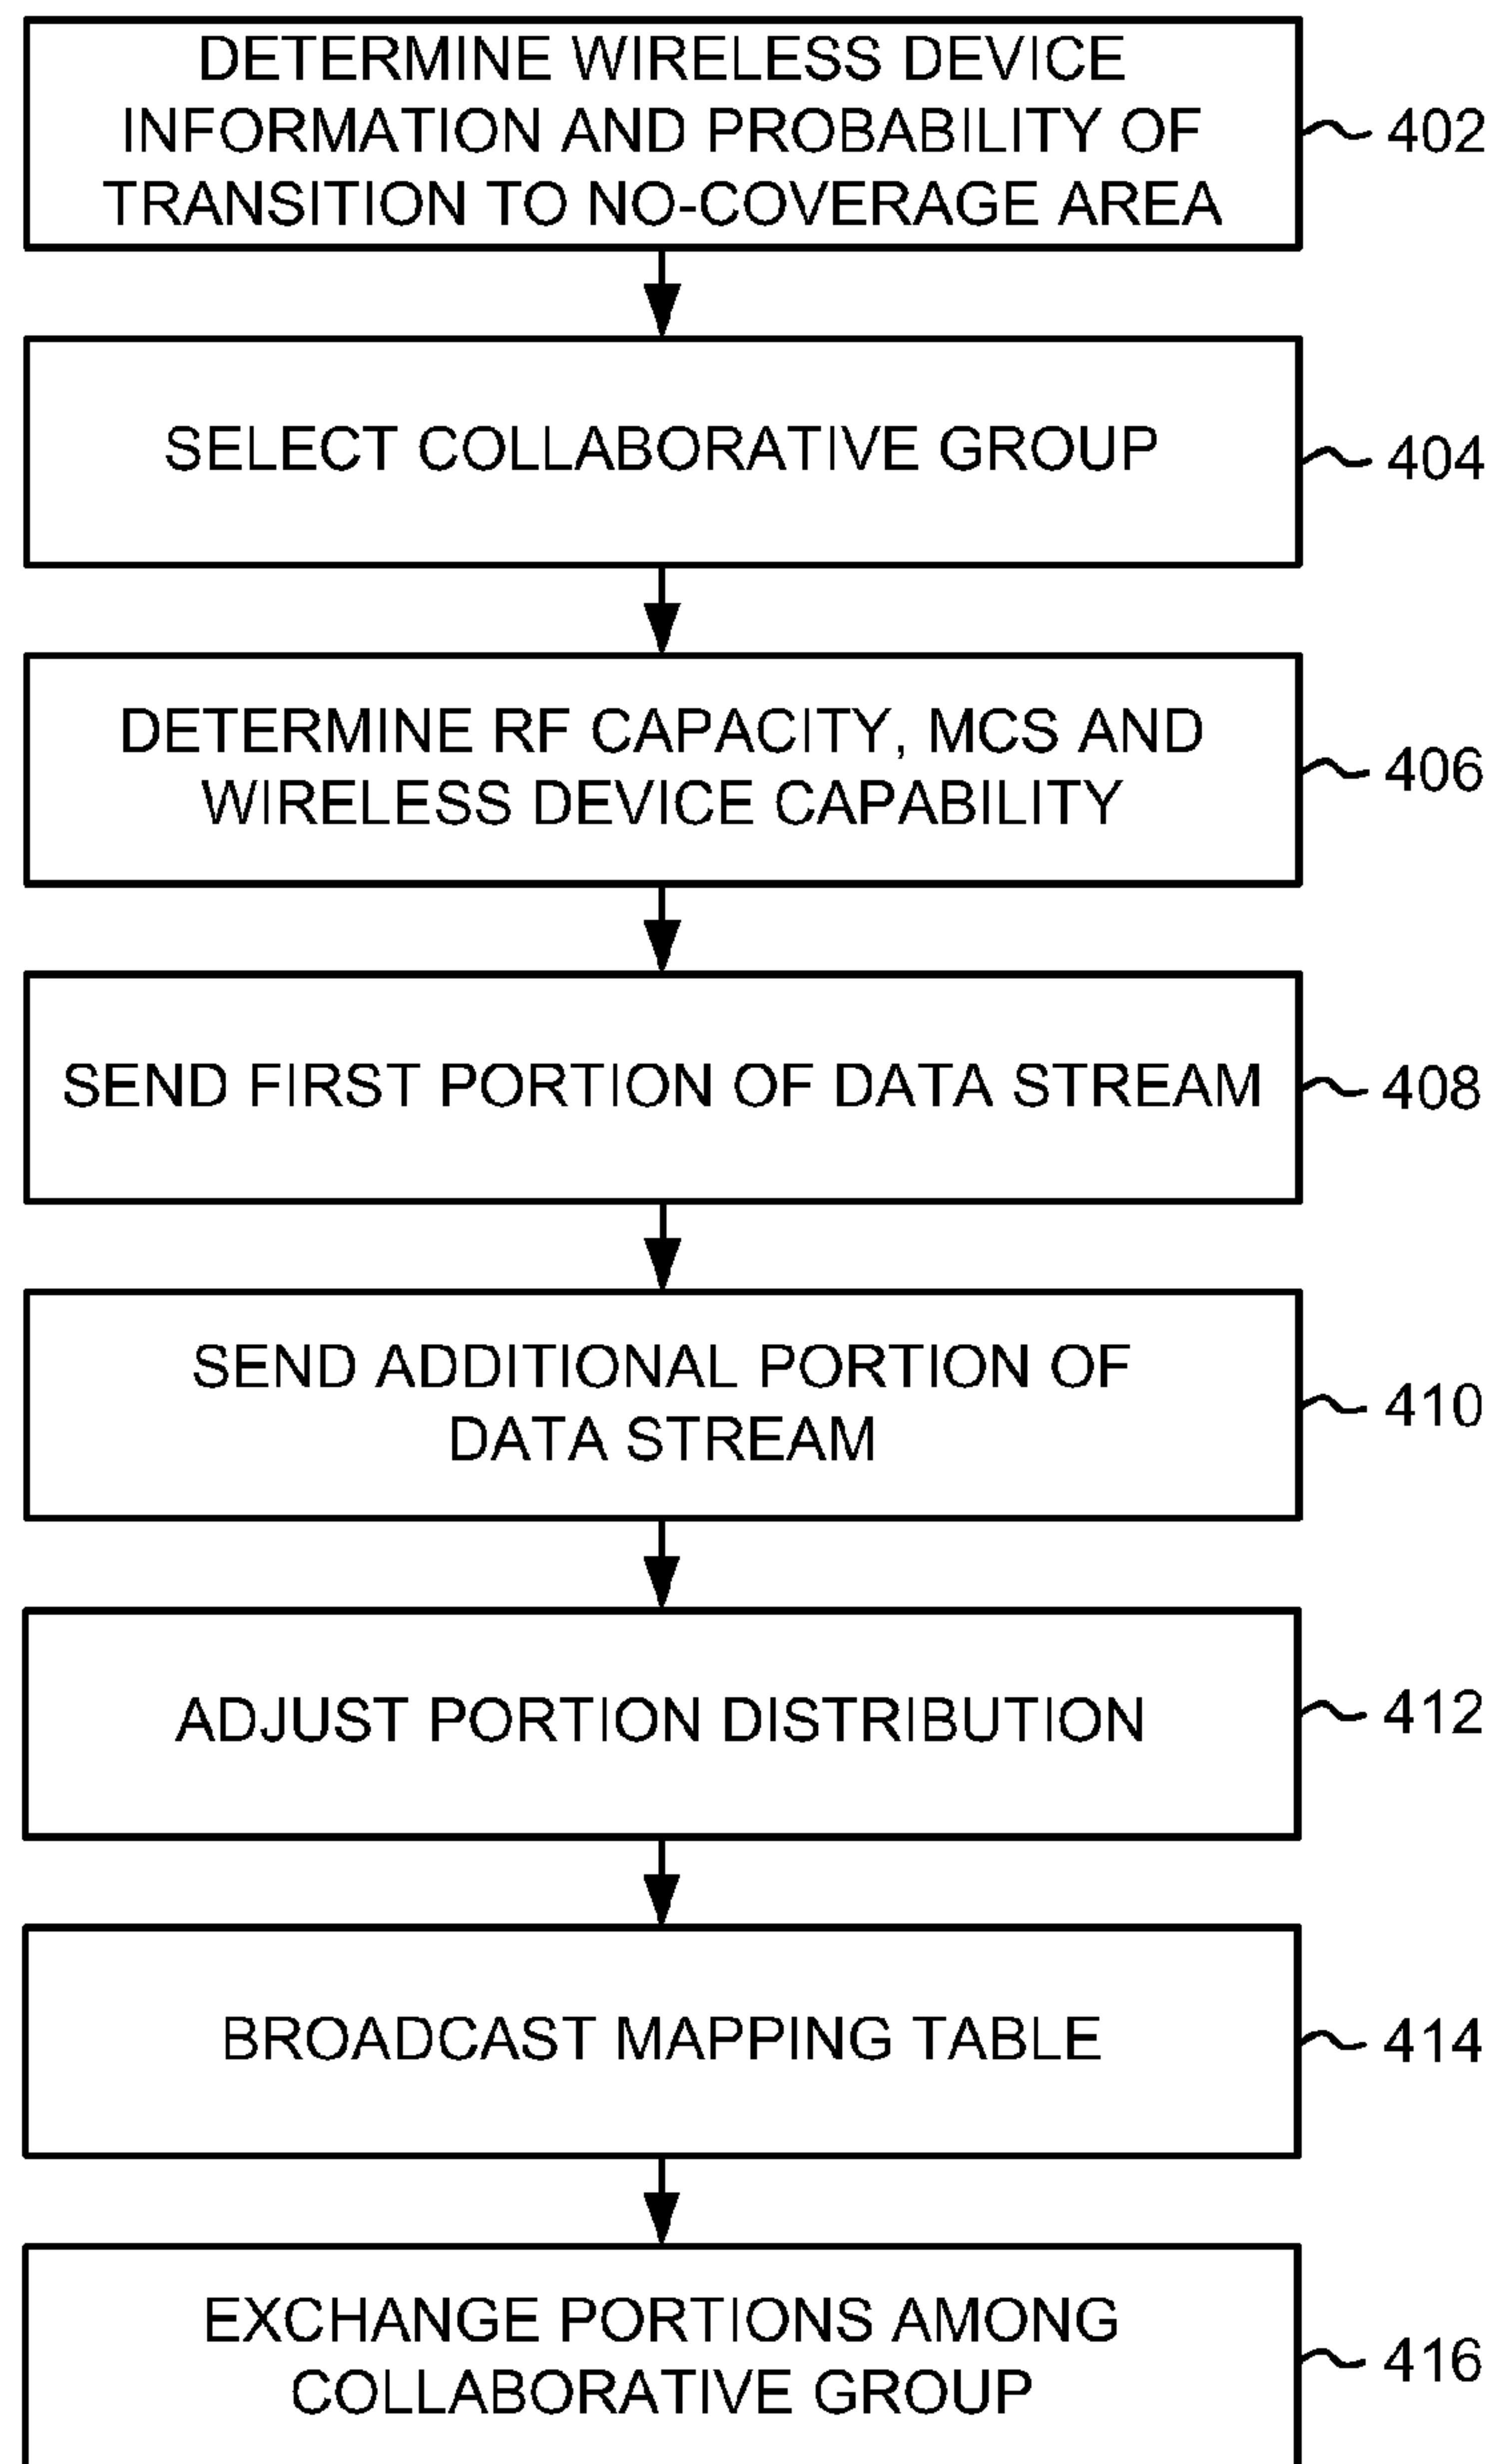 DETERMINE WIRELESS DEVICE
INFORMATION AND PROBABILITY OF
TRANSITION TO NO-COVERAGE AREA
402
SELECT COLLABORATIVE GROUP
404
DETERMINE RF CAPACITY, MCS AND
WIRELESS DEVICE CAPABILITY
406
SEND FIRST PORTION OF DATA STREAM
408
SEND ADDITIONAL PORTION OF
DATA STREAM
410
ADJUST PORTION DISTRIBUTION
412
BROADCAST MAPPING TABLE
414
EXCHANGE PORTIONS AMONG
COLLABORATIVE GROUP
416